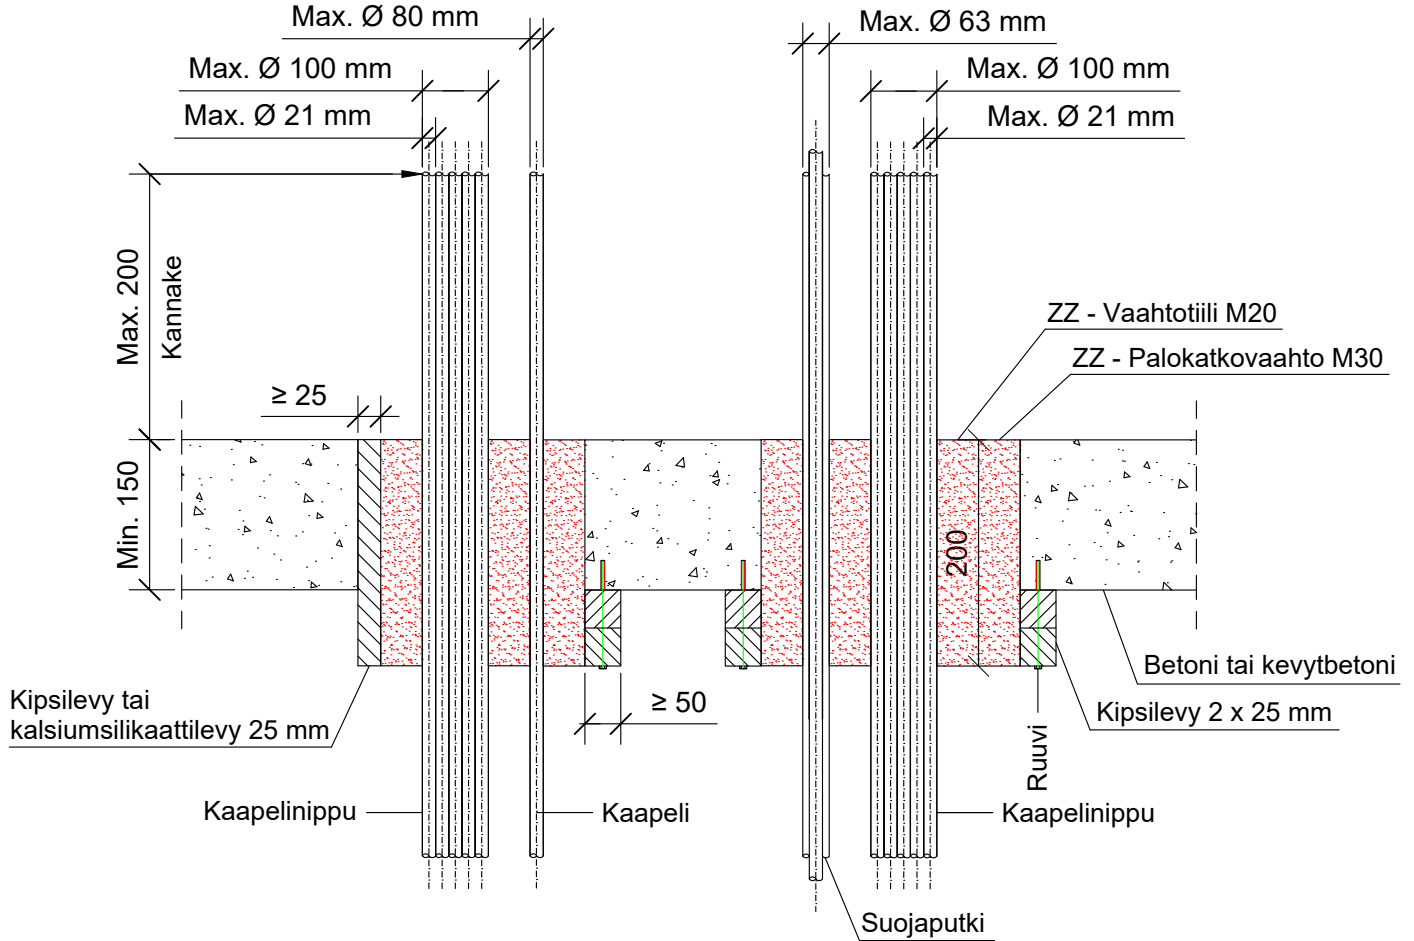 Max. Ø 80 mm
Max. Ø 63 mm
Max. Ø 100 mm
Max. Ø 100 mm
Max. Ø 21 mm
Max. Ø 21 mm
Max. 200
Kannake
ZZ - Vaahtotiili M20
ZZ - Palokatkovaahto M30
≥ 25
Min. 150
200
Betoni tai kevytbetoni
Kipsilevy tai
kalsiumsilikaattilevy 25 mm
≥ 50
Kipsilevy 2 x 25 mm
Ruuvi
Kaapelinippu
Kaapeli
Kaapelinippu
Suojaputki